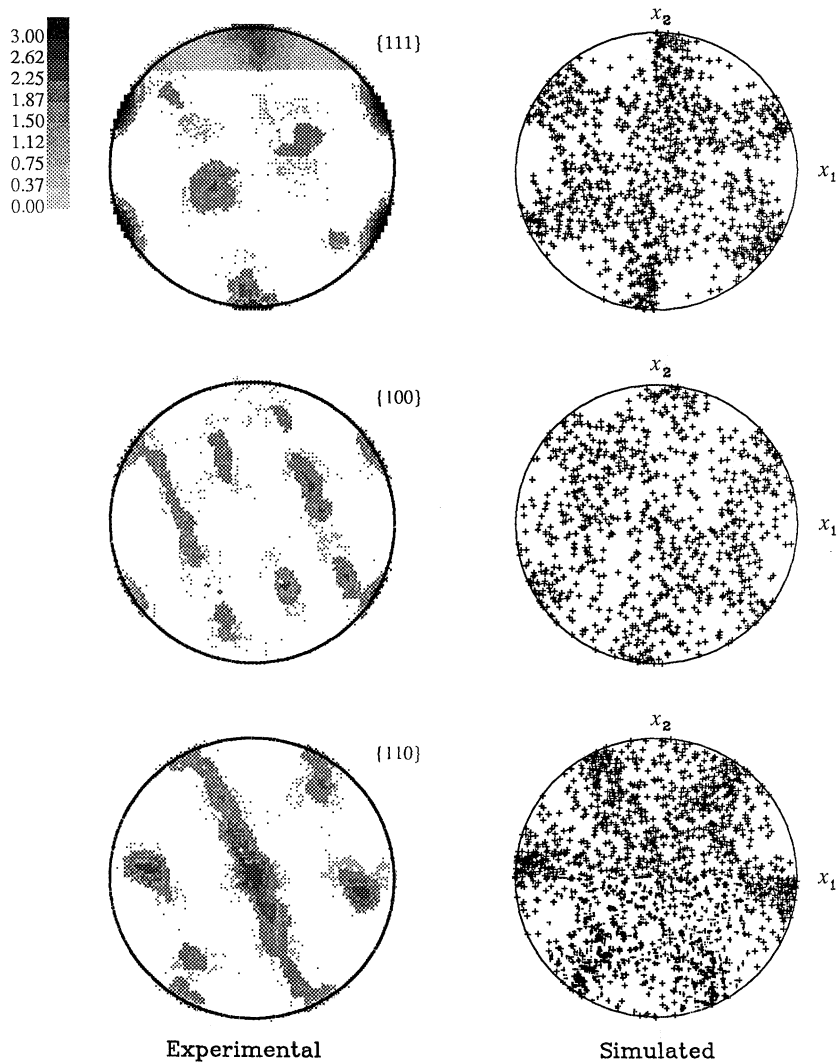 3.00
2.62
2.25
1.87
1.50
1.12
0.75
0.37
0.00
{111}
x2
x1
{100}
x2
x1
{110}
x2
x1
Experimental
Simulated